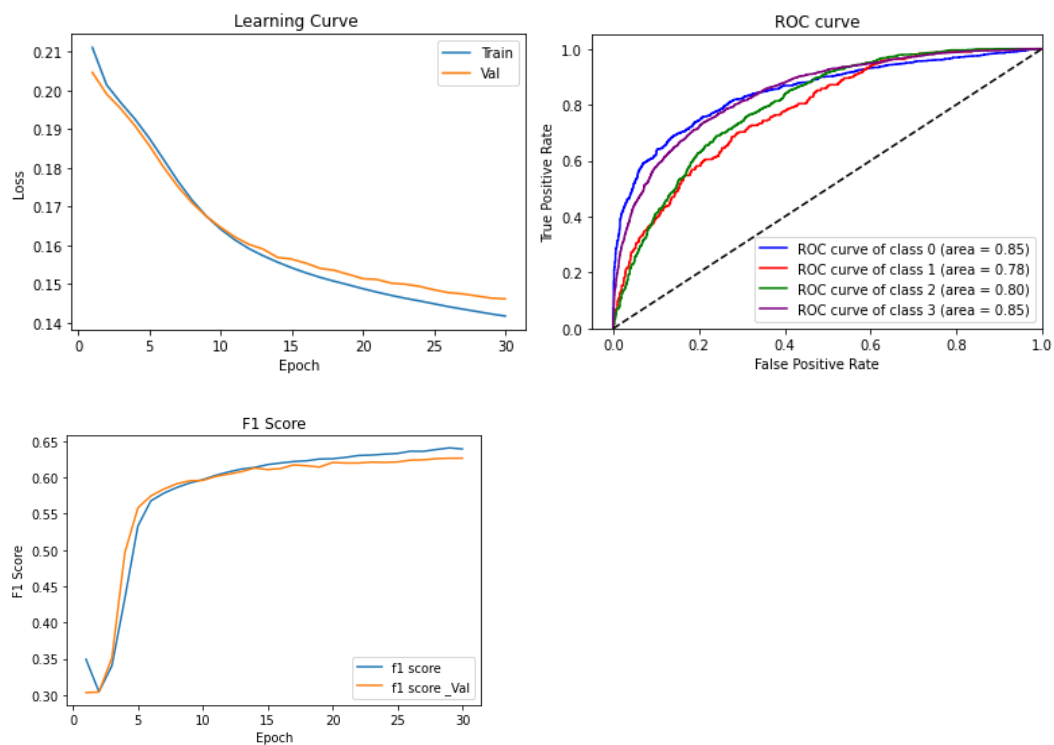 Learning Curve
0.21
0.20
0.19
0.18
0.17
0.16
0.15
0.14
Loss
Train
Val
0 5 10 15 20 25 30
Epoch
ROC curve
1.0
0.8
0.6
0.4
0.2
0.0
True Positive Rate
ROC curve of class 0 (area = 0.85)
ROC curve of class 1 (area = 0.78)
ROC curve of class 2 (area = 0.80)
ROC curve of class 3 (area = 0.85)
0.0 0.2 0.4 0.6 0.8 1.0
False Positive Rate
F1 Score
0.65
0.60
0.55
0.50
0.45
0.40
0.35
0.30
F1 Score
f1 score
f1 score _Val
0 5 10 15 20 25 30
Epoch